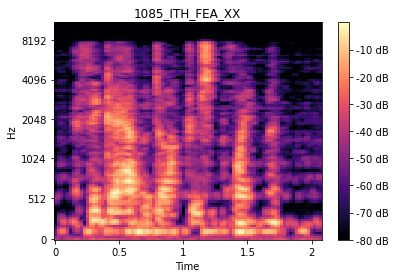 1085_ITH_FEA_XX
8192
4096
2048
1024
512
0
Hz
0
0.5
1
1.5
2
Time
-10 dB
-20 dB
-30 dB
-40 dB
-50 dB
-60 dB
-70 dB
-80 dB